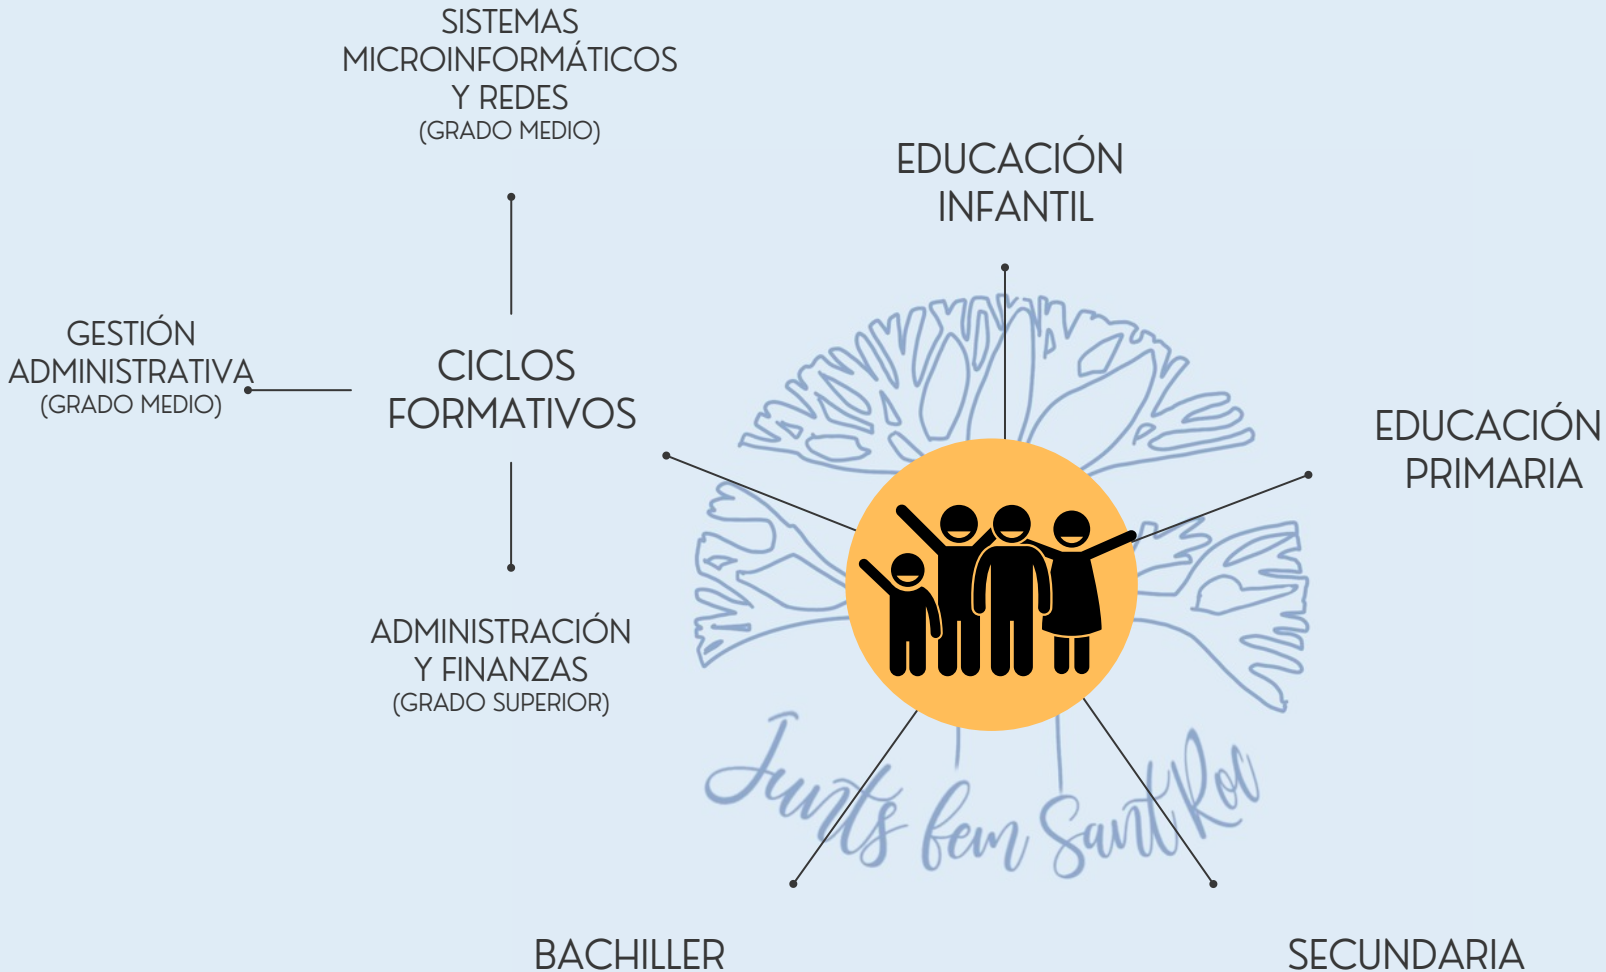 SISTEMAS
MICROINFORMÁTICOS
Y REDES
(GRADO MEDIO)
EDUCACIÓN
INFANTIL
GESTIÓN
ADMINISTRATIVA
(GRADO MEDIO)
CICLOS
FORMATIVOS
EDUCACIÓN
PRIMARIA
ADMINISTRACIÓN
Y FINANZAS
(GRADO SUPERIOR)
Junts fem Sant Roc
BACHILLER
SECUNDARIA